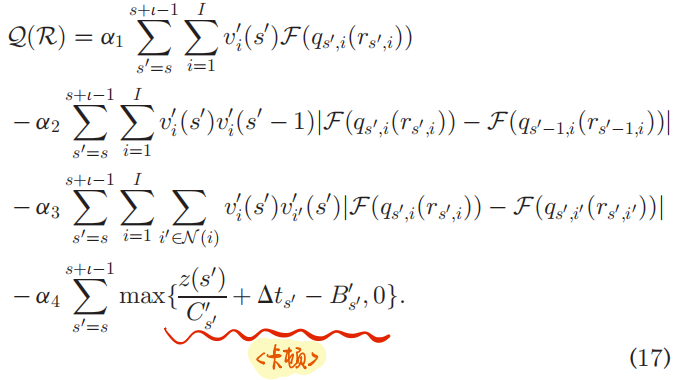 𝒬(ℛ) = α₁ ∑_{s'=s}^{s+ι−1} ∑_{i=1}^{I} v'_i(s')ℱ(q_{s',i}(r_{s',i}))
− α₂ ∑_{s'=s}^{s+ι−1} ∑_{i=1}^{I} v'_i(s')v'_i(s' − 1)|ℱ(q_{s',i}(r_{s',i})) − ℱ(q_{s'−1,i}(r_{s'−1,i}))|
− α₃ ∑_{s'=s}^{s+ι−1} ∑_{i=1}^{I} ∑_{i'∈𝒩(i)} v'_i(s')v'_{i'}(s')|ℱ(q_{s',i}(r_{s',i})) − ℱ(q_{s',i'}(r_{s',i'}))|
− α₄ ∑_{s'=s}^{s+ι−1} max{z(s')/C'_{s'} + Δt_{s'} − B'_{s'}, 0}.
<卡顿>
(17)